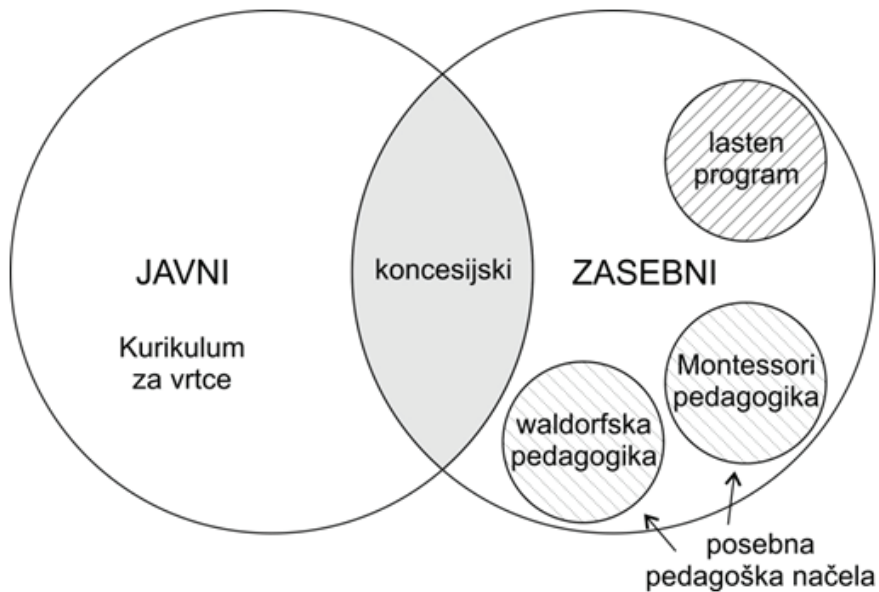 JAVNI
Kurikulum
za vrtce
koncesijski
ZASEBNI
lasten
program
Montessori
pedagogika
waldorfska
pedagogika
posebna
pedagoška načela